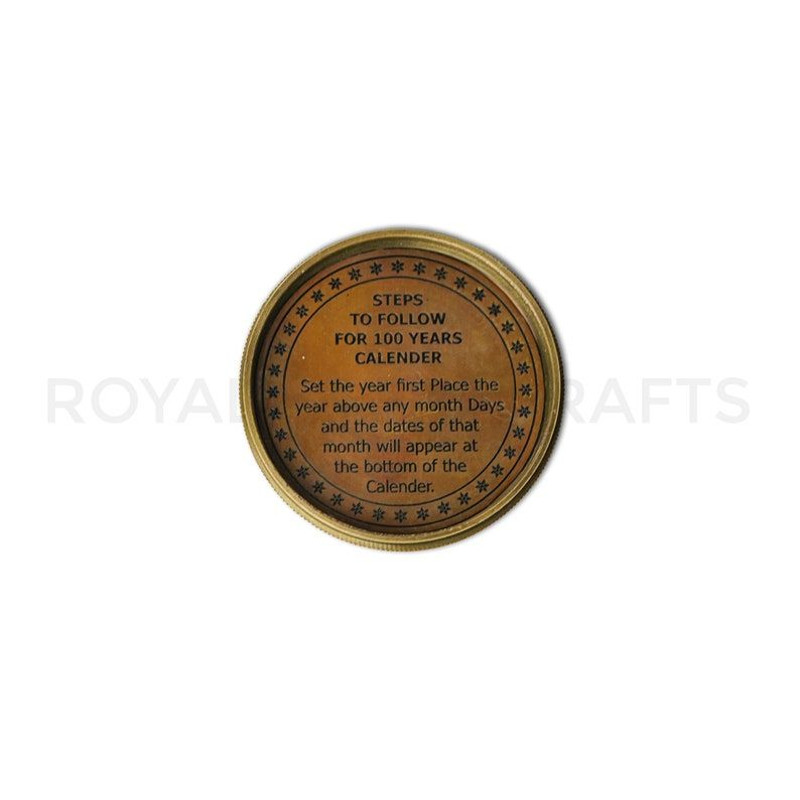 STEPS
TO FOLLOW
FOR 100 YEARS
CALENDER
Set the year first Place the
year above any month Days
and the dates of that
month will appear at
the bottom of the
Calender.
ROYAL RAFTS